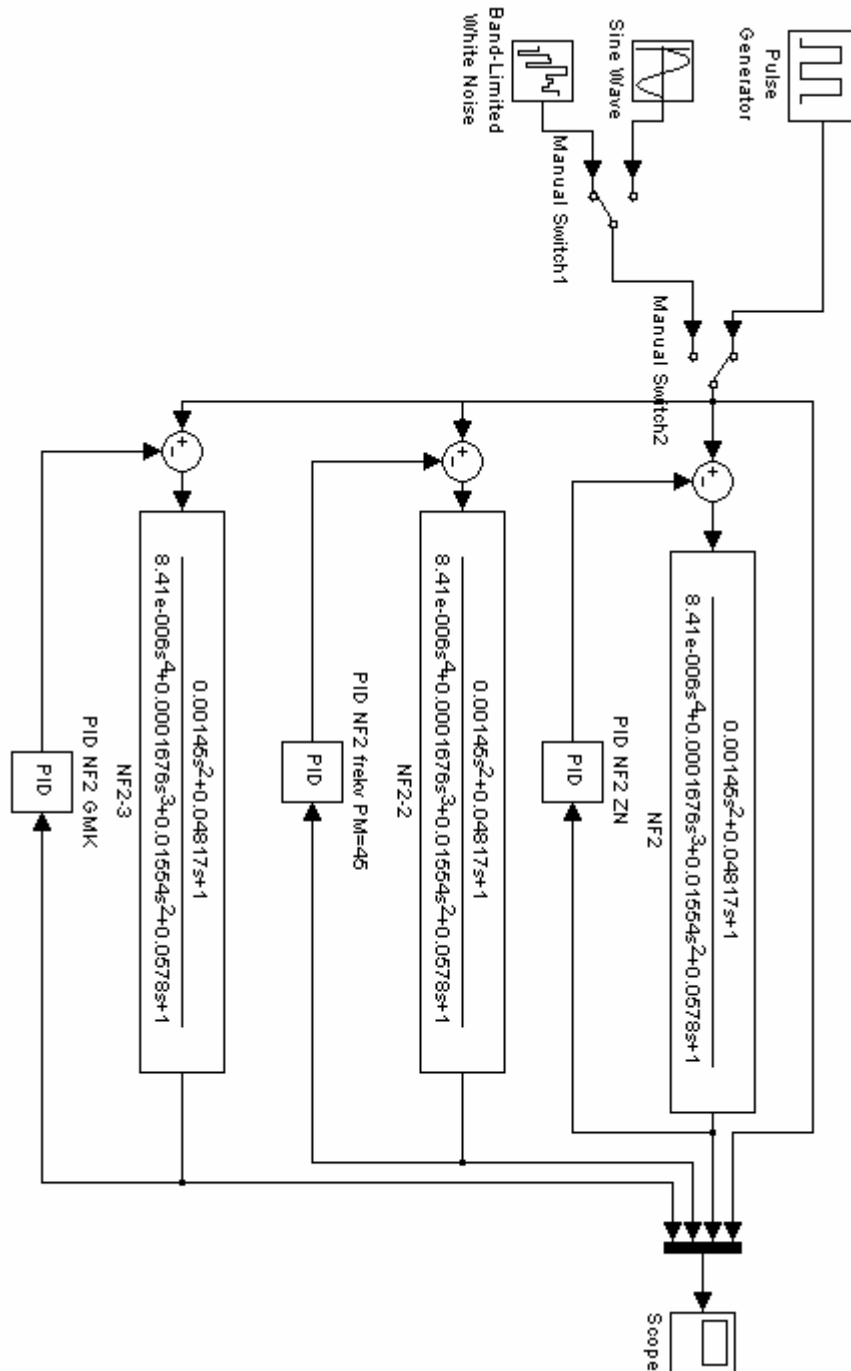 Pulse
Generator
Sine Wave
Band-Limited
White Noise
Manual Switch1
Manual Switch2
+
-
0.00145s²+0.04817s+1
8.41e-006s⁴+0.0001676s³+0.01554s²+0.0578s+1
NF2
PID NF2 ZN
PID
+
-
0.00145s²+0.04817s+1
8.41e-006s⁴+0.0001676s³+0.01554s²+0.0578s+1
NF2-2
PID NF2 frekv PM=45
PID
+
-
0.00145s²+0.04817s+1
8.41e-006s⁴+0.0001676s³+0.01554s²+0.0578s+1
NF2-3
PID NF2 GMK
PID
Scope